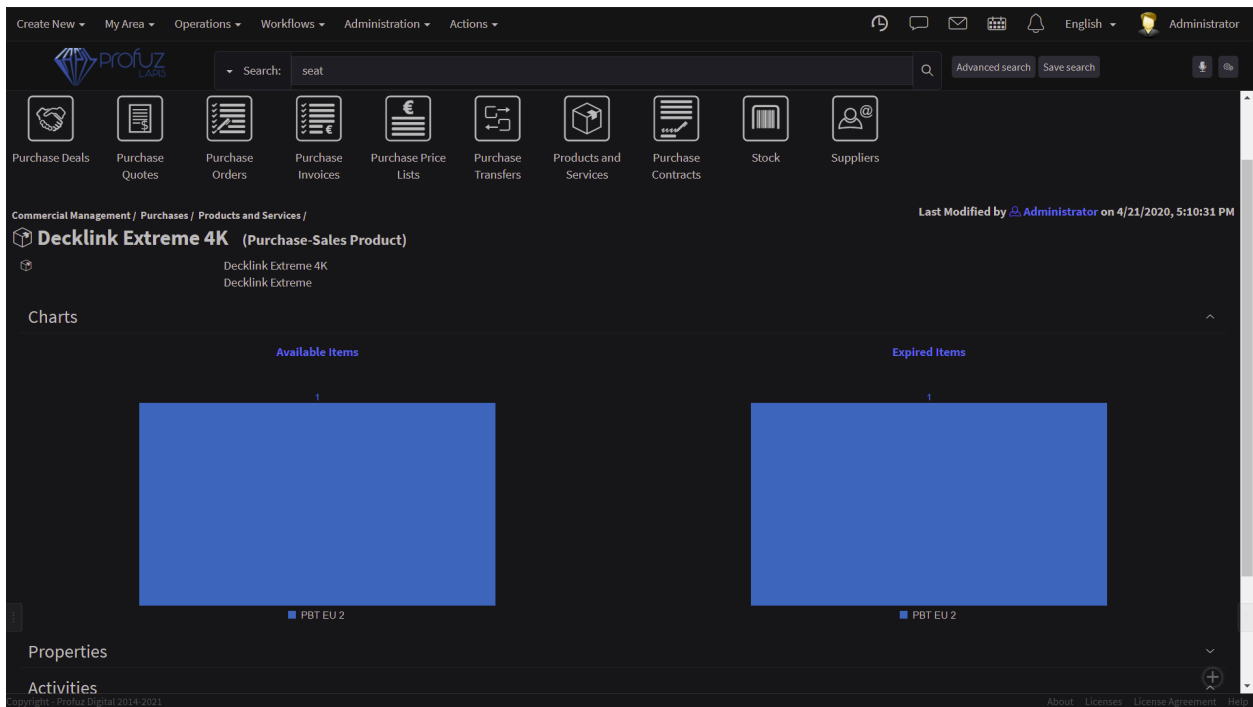 Create New My Area Operations Workflows Administration Actions English Administrator
PROFUZ
LAPIS
Search: seat Advanced search Save search
Purchase Deals
Purchase
Quotes
Purchase
Orders
Purchase
Invoices
Purchase Price
Lists
Purchase
Transfers
Products and
Services
Purchase
Contracts
Stock
Suppliers
Commercial Management / Purchases / Products and Services /
Last Modified by Administrator on 4/21/2020, 5:10:31 PM
Decklink Extreme 4K (Purchase-Sales Product)
Decklink Extreme 4K
Decklink Extreme
Charts
Available Items
Expired Items
1
1
PBT EU 2
PBT EU 2
Properties
Activities
Copyright - Profuz Digital 2014-2021
About Licenses License Agreement Help